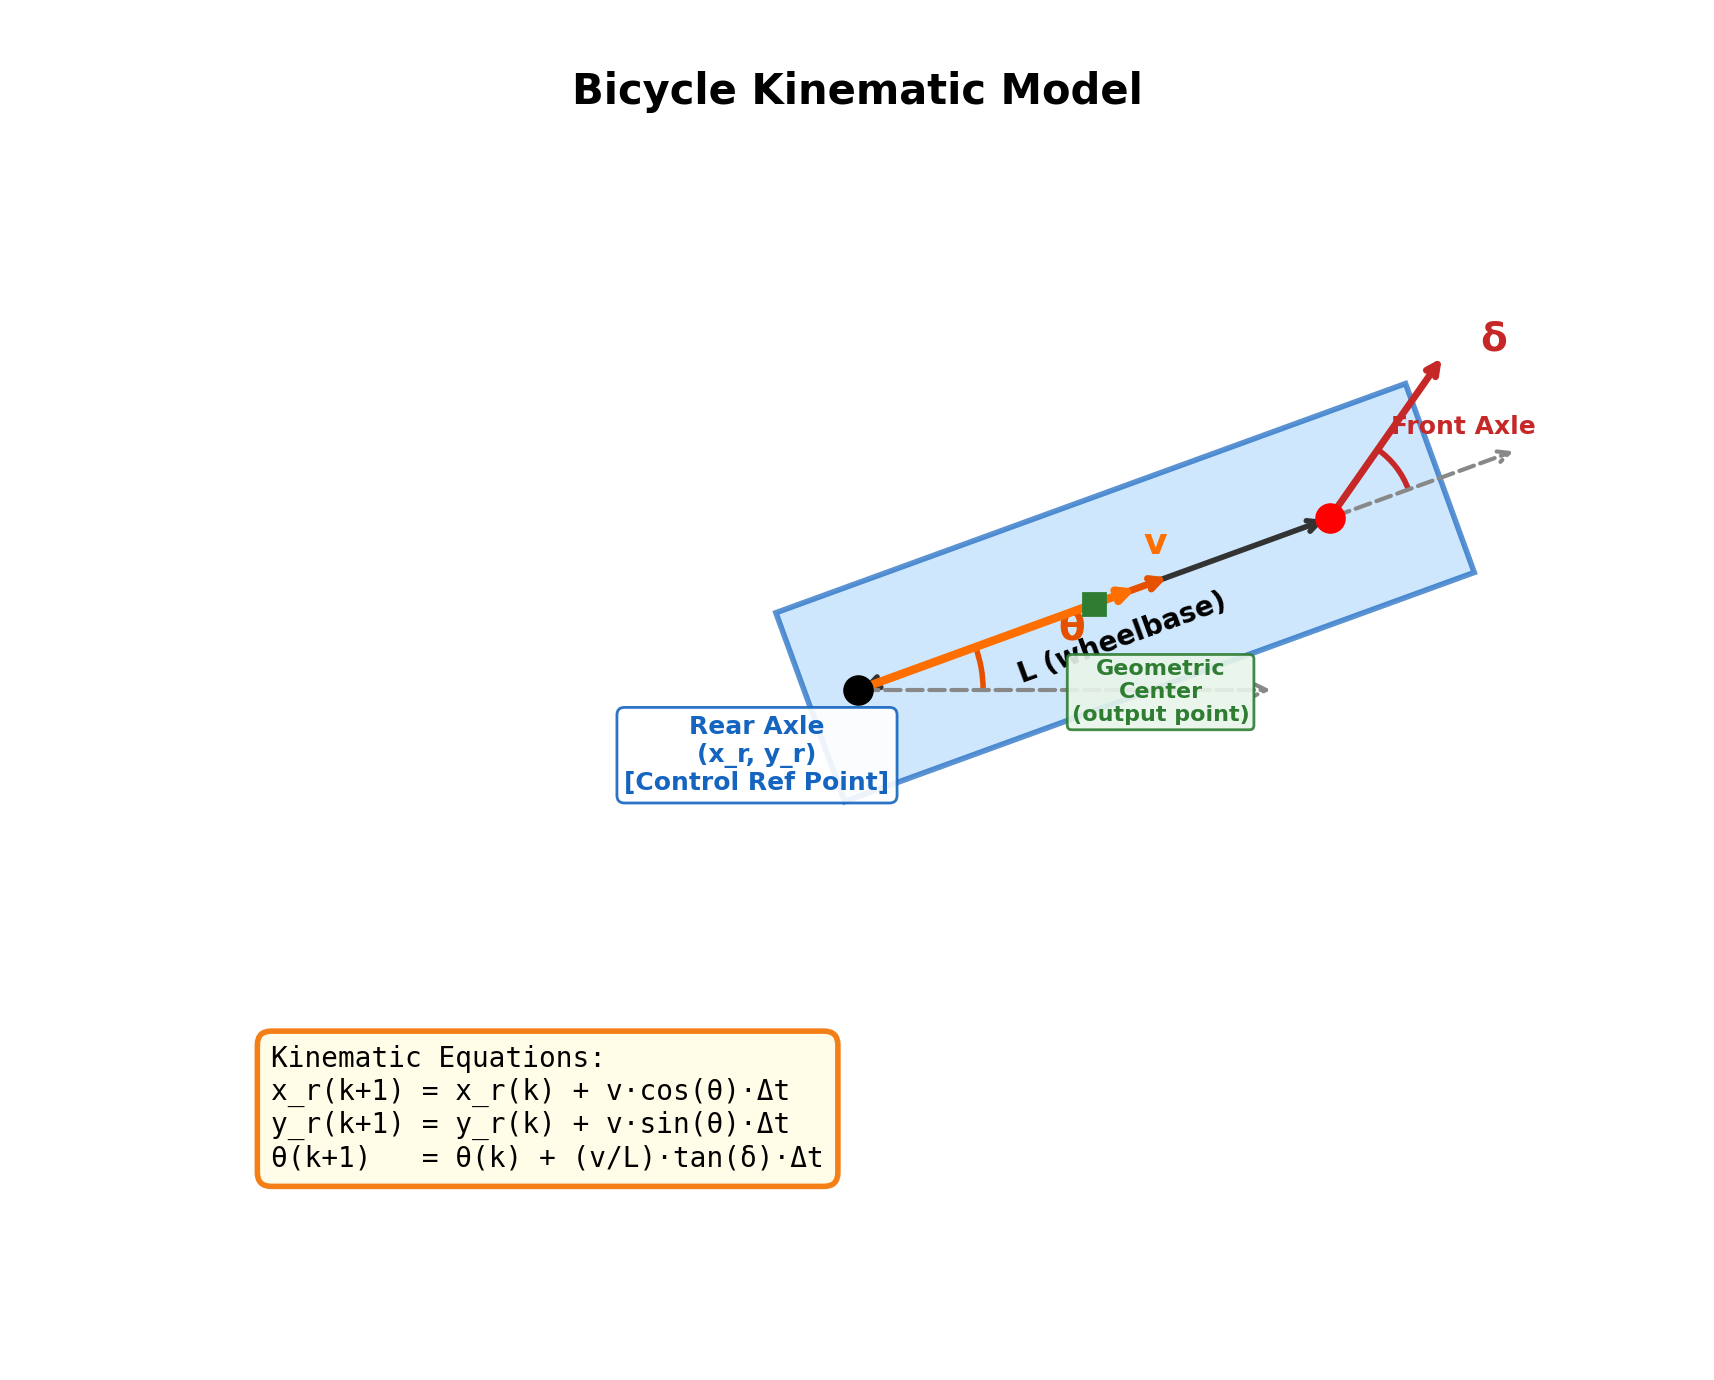 Bicycle Kinematic Model
δ
Front Axle
v
θ
L (wheelbase)
Geometric
Center
(output point)
Rear Axle
(x_r, y_r)
[Control Ref Point]
Kinematic Equations:
x_r(k+1) = x_r(k) + v·cos(θ)·Δt
y_r(k+1) = y_r(k) + v·sin(θ)·Δt
θ(k+1)   = θ(k) + (v/L)·tan(δ)·Δt